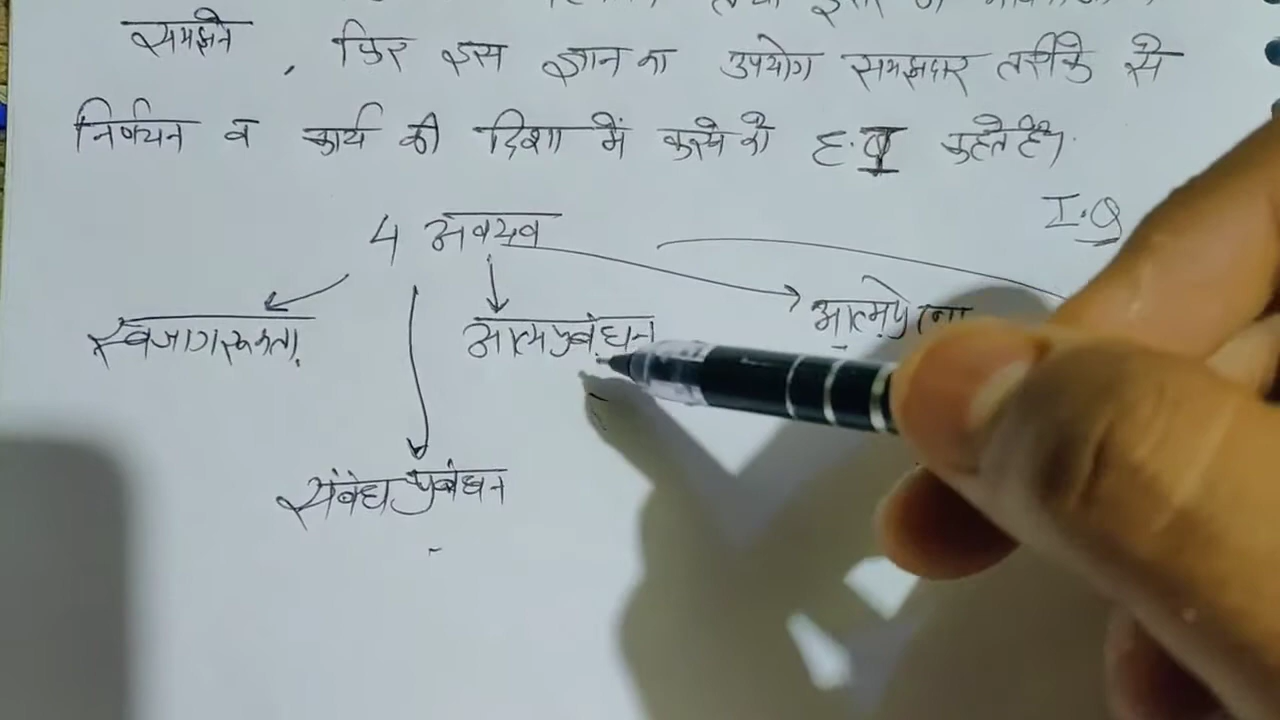 समझने , फिर इस ज्ञान का उपयोग समझदार तरीके से
निर्णयन व कार्य की दिशा में करने को ह.I कहते है।
I.Q
4 अवयव
स्वजागरूकता आत्मप्रबंधन आत्मप्रेरणा
संबंध प्रबंधन